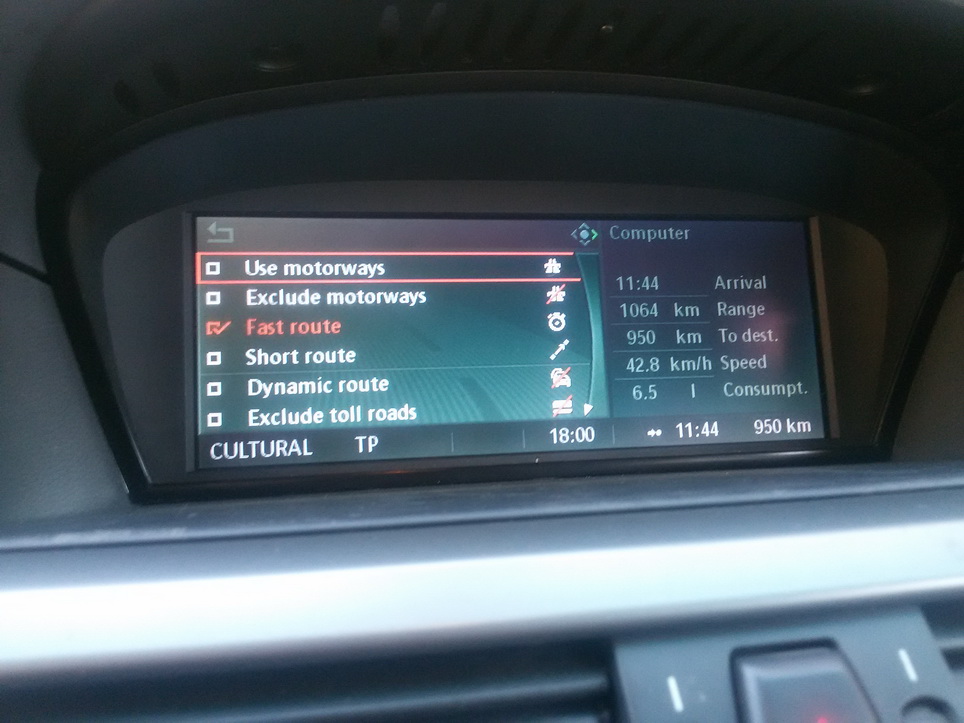 Computer
Use motorways
Exclude motorways
Fast route
Short route
Dynamic route
Exclude toll roads
11:44 Arrival
1064 km Range
950 km To dest.
42.8 km/h Speed
6.5 l Consumpt.
CULTURAL TP 18:00 11:44 950 km